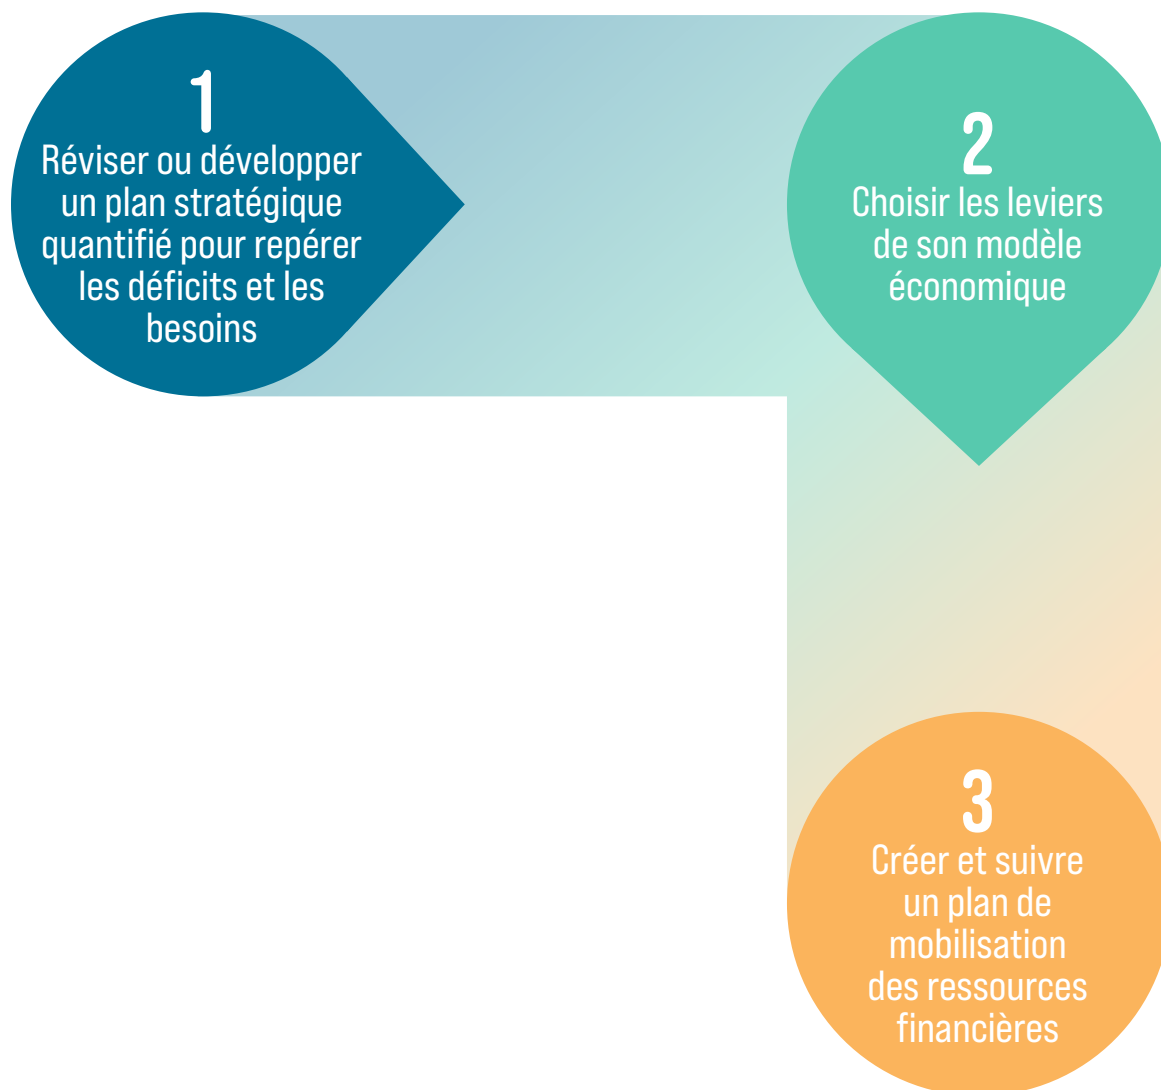 1
Réviser ou développer
un plan stratégique
quantifié pour repérer
les déficits et les
besoins
2
Choisir les leviers
de son modèle
économique
3
Créer et suivre
un plan de
mobilisation
des ressources
financières